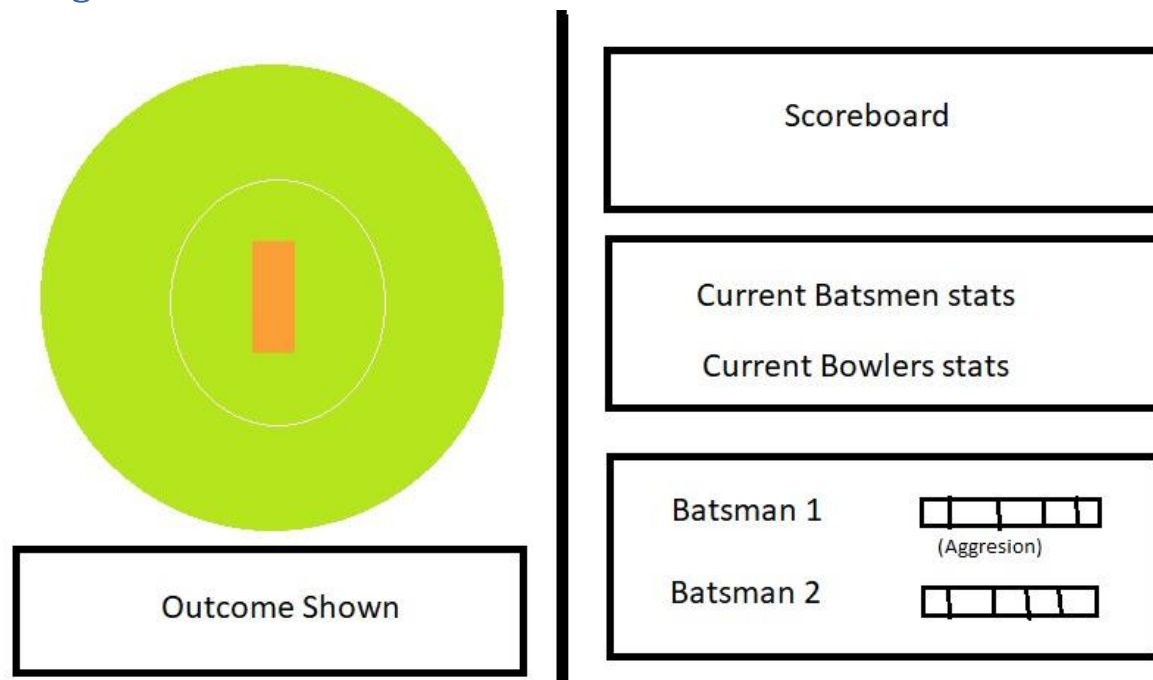 Scoreboard
Current Batsmen stats
Current Bowlers stats
Batsman 1
(Aggresion)
Batsman 2
Outcome Shown